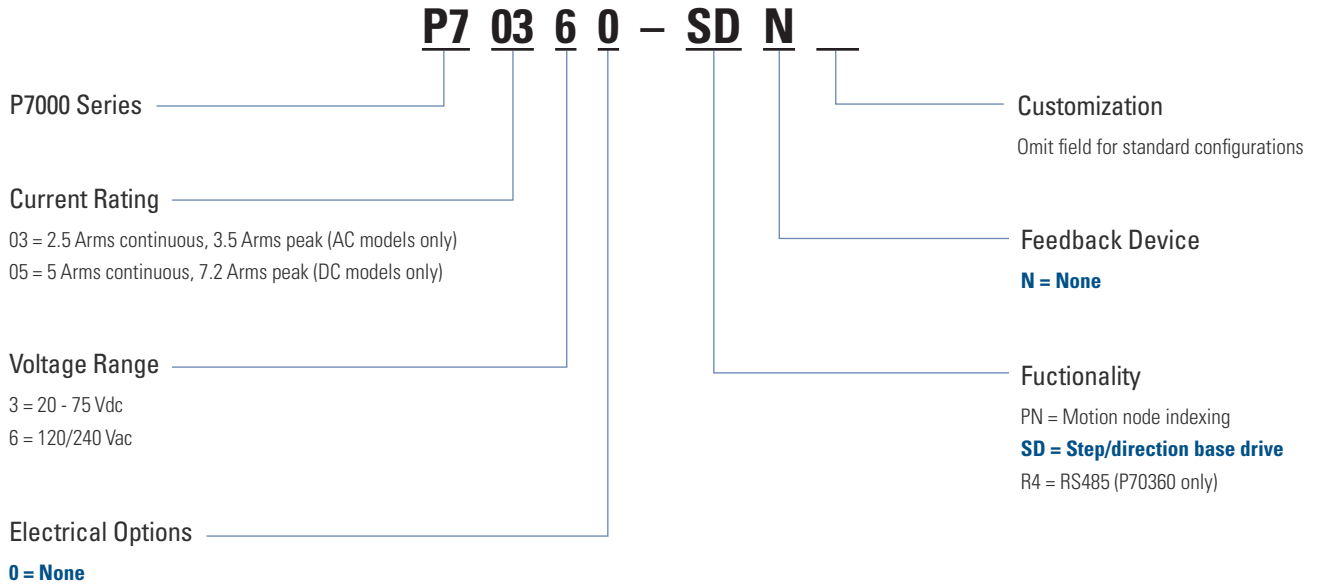 P7 03 6 0 – SD N __
P7000 Series
Current Rating
03 = 2.5 Arms continuous, 3.5 Arms peak (AC models only)
05 = 5 Arms continuous, 7.2 Arms peak (DC models only)
Voltage Range
3 = 20 - 75 Vdc
6 = 120/240 Vac
Electrical Options
0 = None
Customization
Omit field for standard configurations
Feedback Device
N = None
Fuctionality
PN = Motion node indexing
SD = Step/direction base drive
R4 = RS485 (P70360 only)